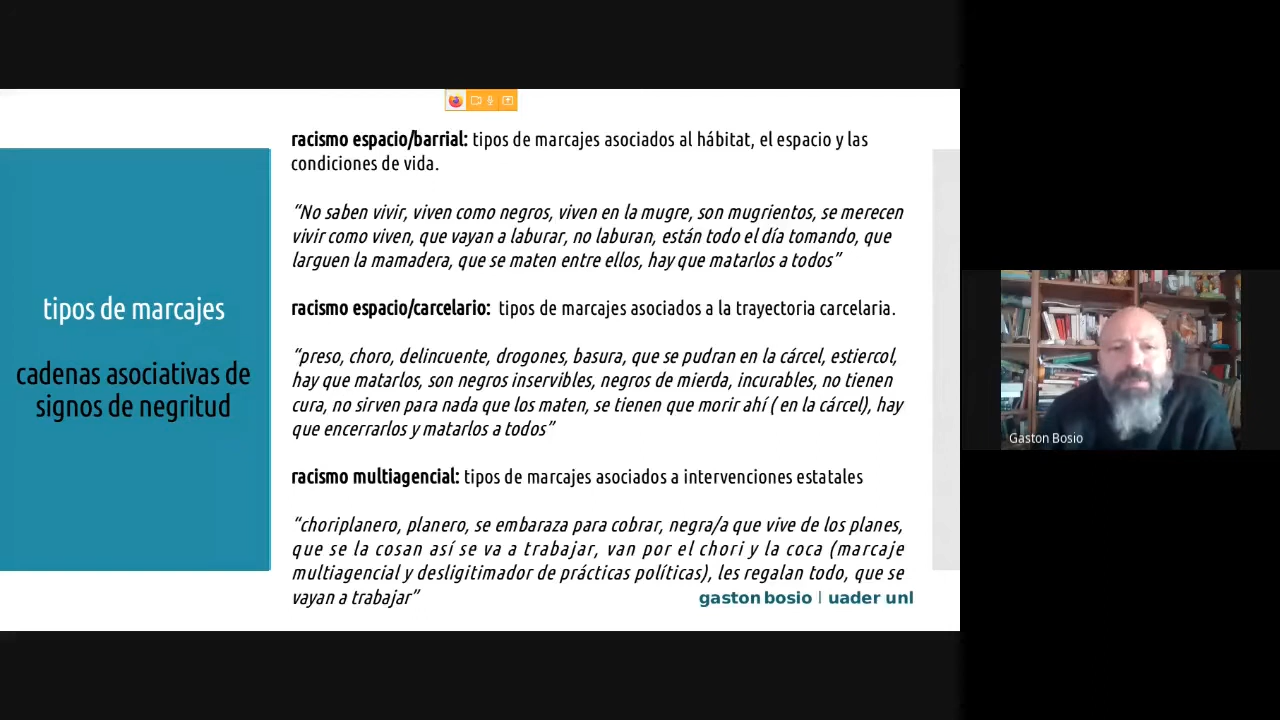 racismo espacio/barrial: tipos de marcajes asociados al hábitat, el espacio y las
condiciones de vida.
“No saben vivir, viven como negros, viven en la mugre, son mugrientos, se merecen
vivir como viven, que vayan a laburar, no laburan, están todo el día tomando, que
larguen la mamadera, que se maten entre ellos, hay que matarlos a todos”
racismo espacio/carcelario: tipos de marcajes asociados a la trayectoria carcelaria.
“preso, choro, delincuente, drogones, basura, que se pudran en la cárcel, estiercol,
hay que matarlos, son negros inservibles, negros de mierda, incurables, no tienen
cura, no sirven para nada que los maten, se tienen que morir ahí ( en la cárcel), hay
que encerrarlos y matarlos a todos”
racismo multiagencial: tipos de marcajes asociados a intervenciones estatales
“choriplanero, planero, se embaraza para cobrar, negra/a que vive de los planes,
que se la cosan así se va a trabajar, van por el chori y la coca (marcaje
multiagencial y desligitimador de prácticas políticas), les regalan todo, que se
vayan a trabajar”
tipos de marcajes
cadenas asociativas de
signos de negritud
gaston bosio | uader unl
Gaston Bosio